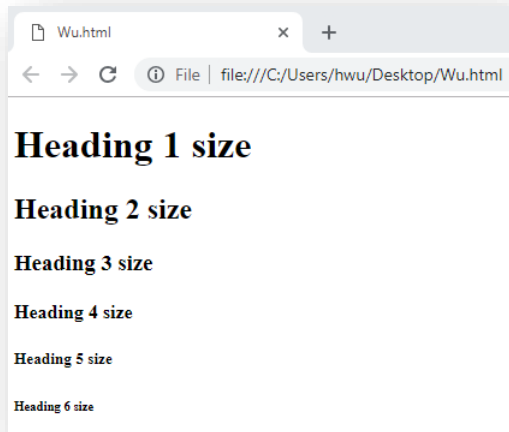 Wu.html
File file:///C:/Users/hwu/Desktop/Wu.html
Heading 1 size
Heading 2 size
Heading 3 size
Heading 4 size
Heading 5 size
Heading 6 size